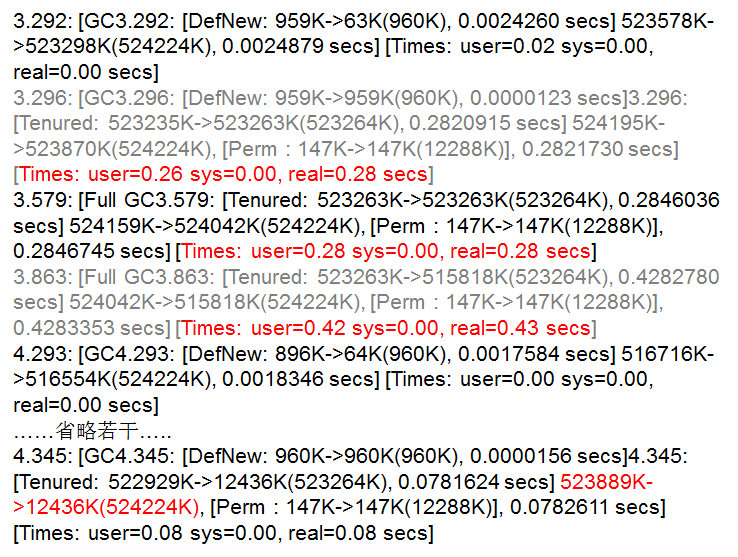 3.292: [GC3.292: [DefNew: 959K->63K(960K), 0.0024260 secs] 523578K-
>523298K(524224K), 0.0024879 secs] [Times: user=0.02 sys=0.00,
real=0.00 secs]
3.296: [GC3.296: [DefNew: 959K->959K(960K), 0.0000123 secs]3.296:
[Tenured: 523235K->523263K(523264K), 0.2820915 secs] 524195K-
>523870K(524224K), [Perm : 147K->147K(12288K)], 0.2821730 secs]
[Times: user=0.26 sys=0.00, real=0.28 secs]
3.579: [Full GC3.579: [Tenured: 523263K->523263K(523264K), 0.2846036
secs] 524159K->524042K(524224K), [Perm : 147K->147K(12288K)],
0.2846745 secs] [Times: user=0.28 sys=0.00, real=0.28 secs]
3.863: [Full GC3.863: [Tenured: 523263K->515818K(523264K), 0.4282780
secs] 524042K->515818K(524224K), [Perm : 147K->147K(12288K)],
0.4283353 secs] [Times: user=0.42 sys=0.00, real=0.43 secs]
4.293: [GC4.293: [DefNew: 896K->64K(960K), 0.0017584 secs] 516716K-
>516554K(524224K), 0.0018346 secs] [Times: user=0.00 sys=0.00,
real=0.00 secs]
……省略若干…..
4.345: [GC4.345: [DefNew: 960K->960K(960K), 0.0000156 secs]4.345:
[Tenured: 522929K->12436K(523264K), 0.0781624 secs] 523889K-
>12436K(524224K), [Perm : 147K->147K(12288K)], 0.0782611 secs]
[Times: user=0.08 sys=0.00, real=0.08 secs]